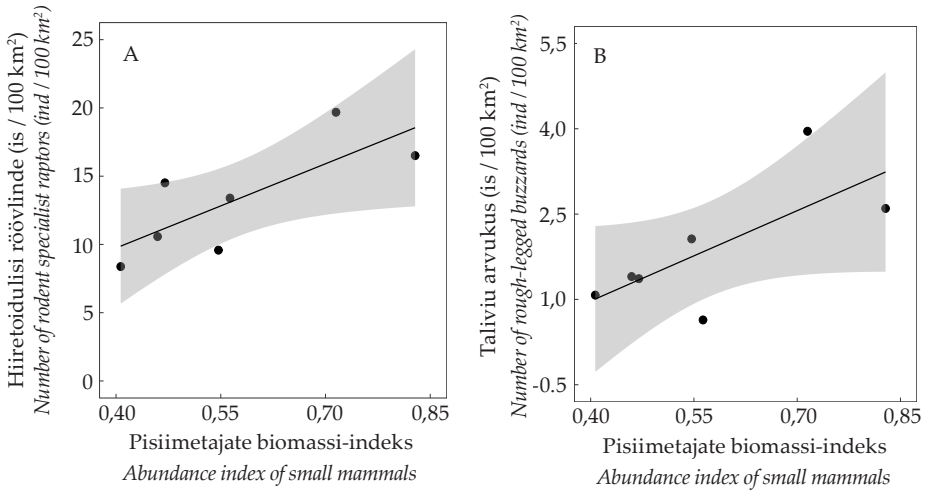 Hiiretoidulisi röövlinde (is / 100 km²)
Number of rodent specialist raptors (ind / 100 km²)
25
20
15
10
5
0
A
0,40 0,55 0,70 0,85
Pisiimetajate biomassi-indeks
Abundance index of small mammals
Taliviu arvukus (is / 100 km²)
Number of rough-legged buzzards (ind / 100 km²)
5,5
4,0
2,5
1,0
-0.5
B
0,40 0,55 0,70 0,85
Pisiimetajate biomassi-indeks
Abundance index of small mammals